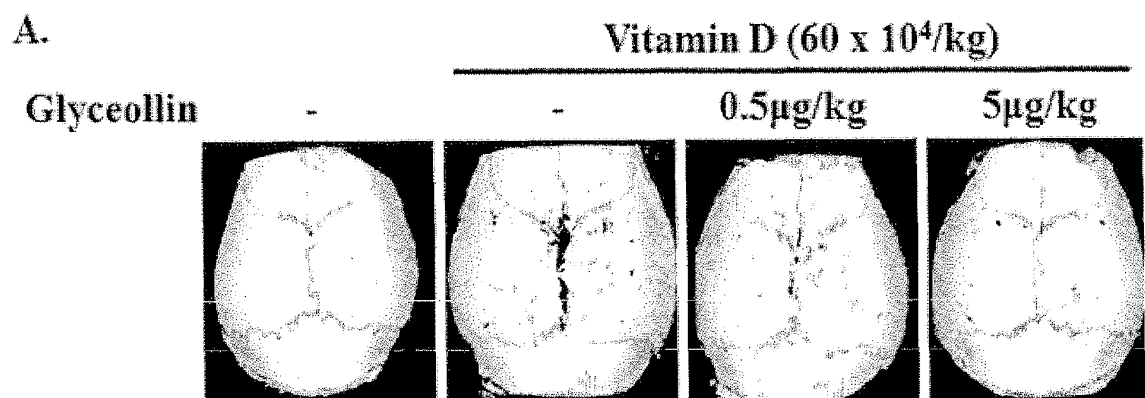 A.
Vitamin D (60 x 10⁴/kg)
Glyceollin - - 0.5μg/kg 5μg/kg